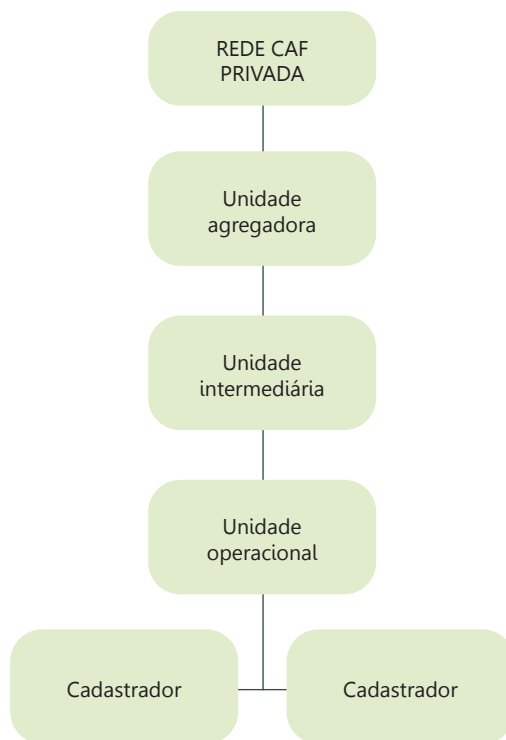 REDE CAF
PRIVADA
Unidade
agregadora
Unidade
intermediária
Unidade
operacional
Cadastrador
Cadastrador